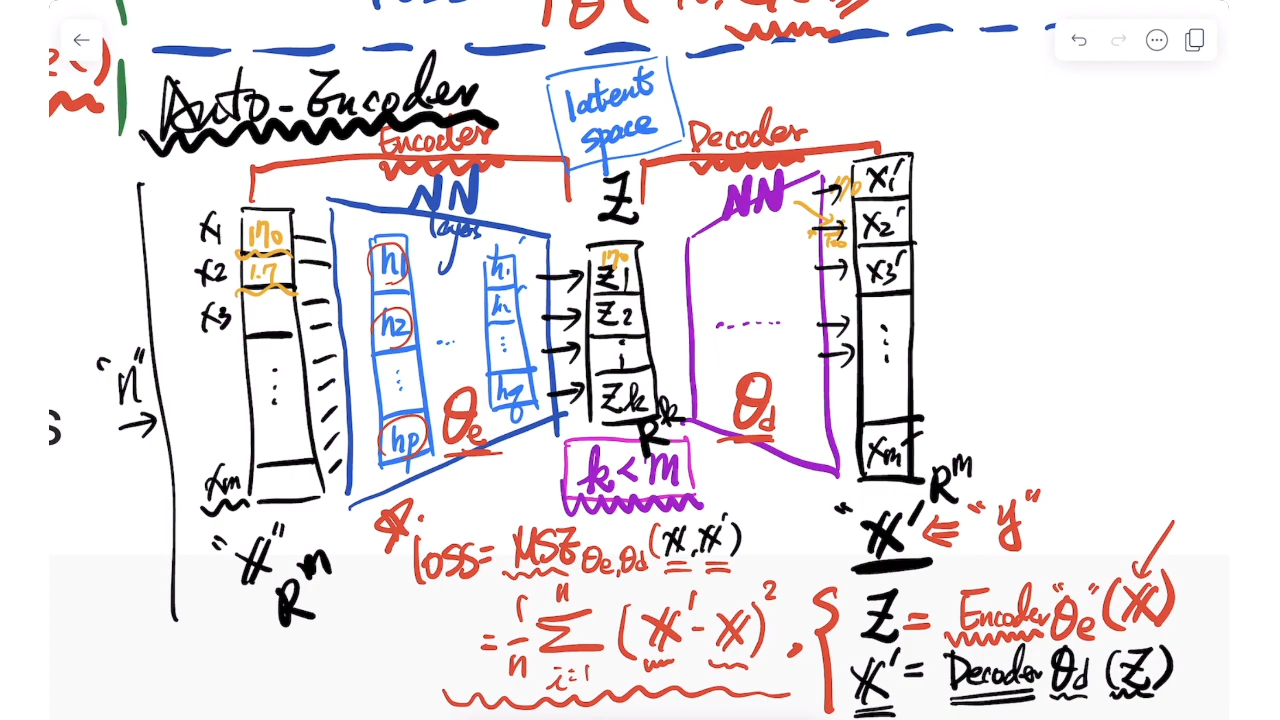 Auto-Encoder
latent
space
Encoder
Decoder
NN
layers
Z
NN
x1
170
x2
1.7
x3
⋮
xm
"n"
"X"
R^m
h1
h2
⋮
hp
...
h1
h2
⋮
hq
θe
170
Z1
Z2
⋮
Zk
R^k
k < m
......
θd
170
x1'
x2'
x3'
⋮
xm'
R^m
"X' ⇐ "y"
loss = MSE θe,θd (X, X')
= 1/n Σ i=1 n (X' - X)², {
Z = Encoder "θe" (X)
X' = Decoder θd (Z)